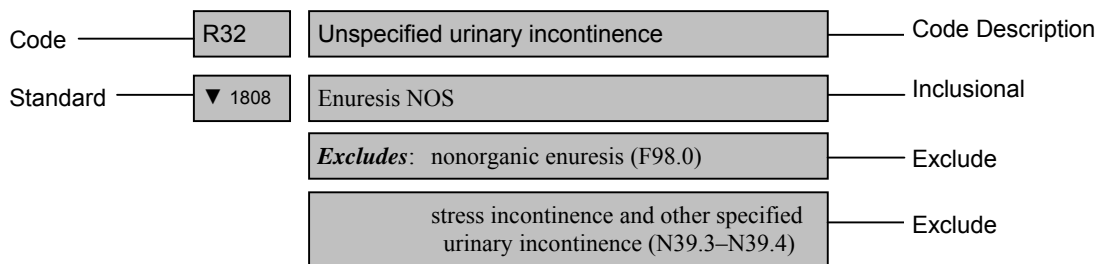 Code R32 Unspecified urinary incontinence Code Description
Standard ▼ 1808 Enuresis NOS Inclusional
Excludes: nonorganic enuresis (F98.0) Exclude
stress incontinence and other specified
urinary incontinence (N39.3–N39.4) Exclude